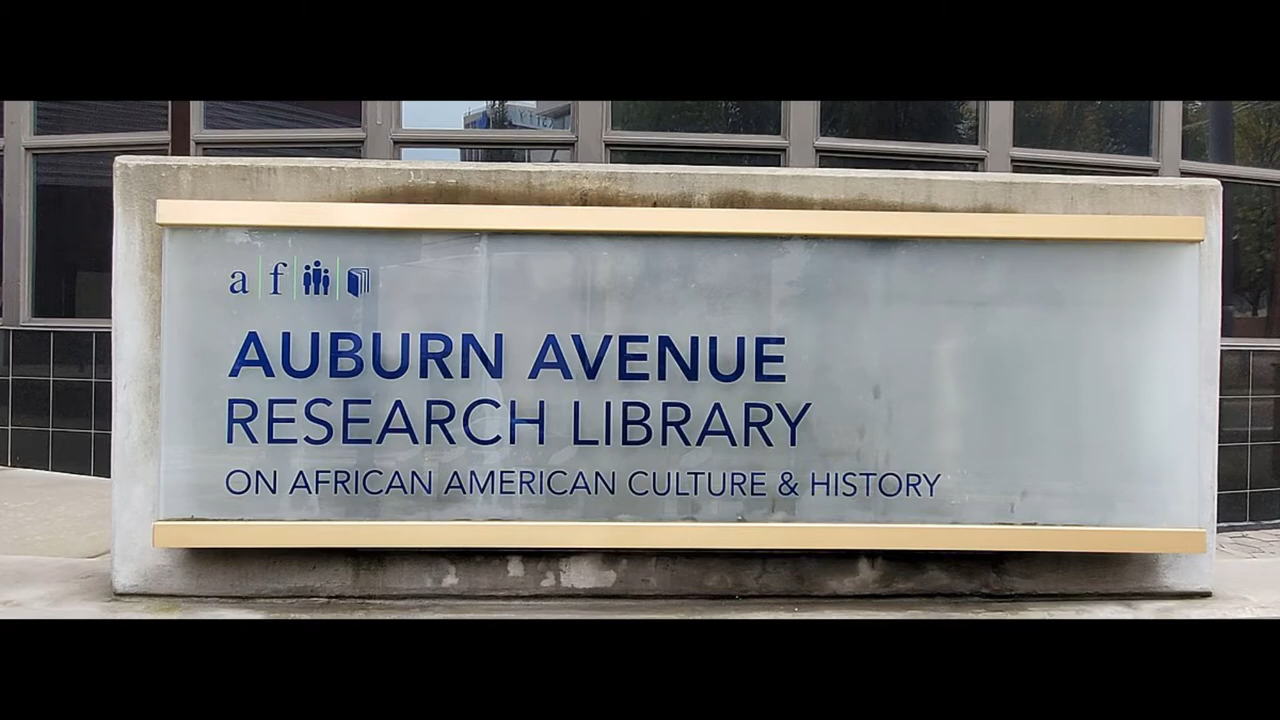 a f
AUBURN AVENUE
RESEARCH LIBRARY
ON AFRICAN AMERICAN CULTURE & HISTORY